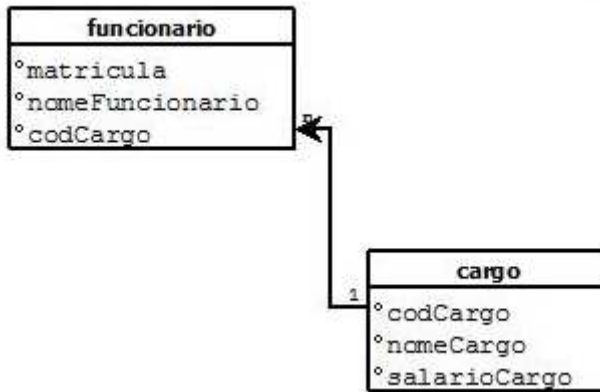 funcionario
°matricula
°nomeFuncionario
°codCargo
n
1
cargo
°codCargo
°nomeCargo
°salarioCargo